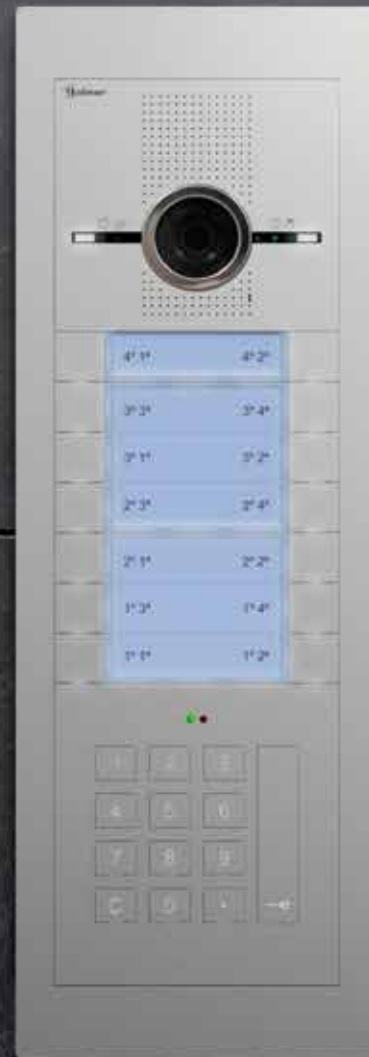 Golmar
4º 1ª 4º 2ª
3º 3ª 3º 4ª
3º 1ª 3º 2ª
2º 3ª 2º 4ª
2º 1ª 2º 2ª
1º 3ª 1º 4ª
1º 1ª 1º 2ª
1 2 3
4 5 6
7 8 9
C 0